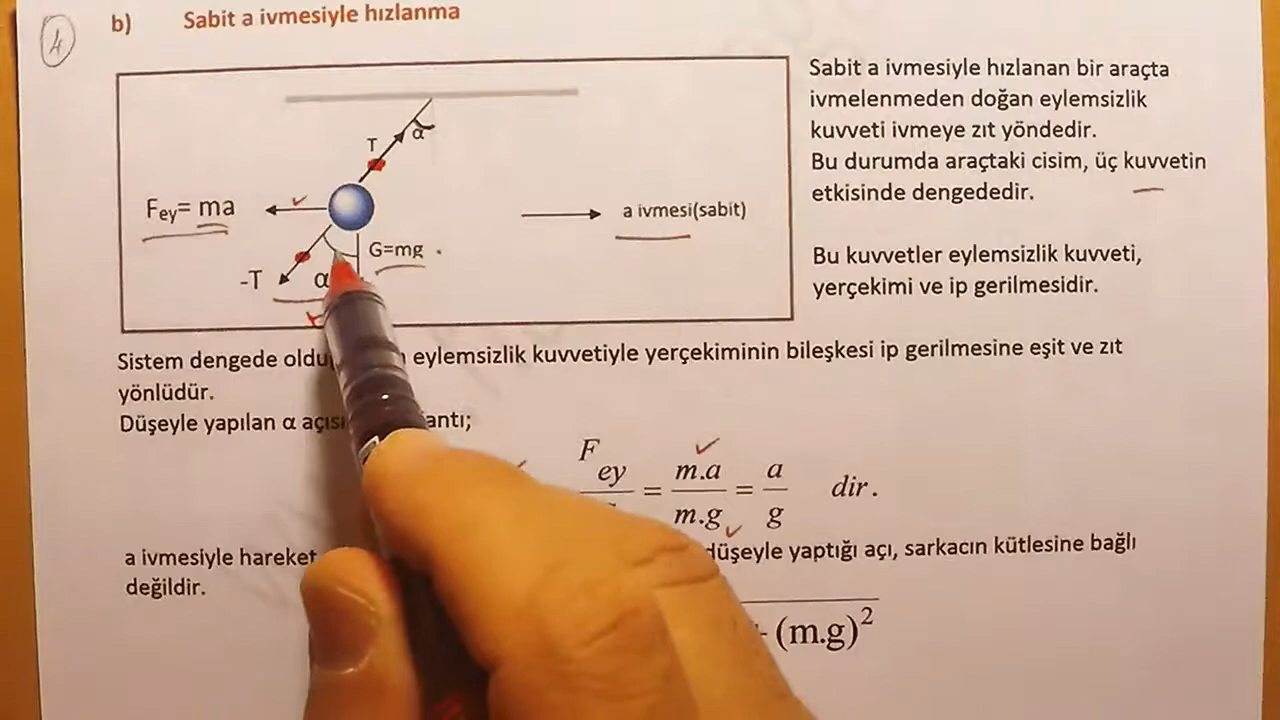 4
b) Sabit a ivmesiyle hızlanma
Sabit a ivmesiyle hızlanan bir araçta
ivmelenmeden doğan eylemsizlik
kuvveti ivmeye zıt yöndedir.
Bu durumda araçtaki cisim, üç kuvvetin
etkisinde dengededir.
Bu kuvvetler eylemsizlik kuvveti,
yerçekimi ve ip gerilmesidir.
α
T
Fey= ma
a ivmesi(sabit)
G=mg
-T α
Sistem dengede eylemsizlik kuvvetiyle yerçekiminin bileşkesi ip gerilmesine eşit ve zıt
yönlüdür.
Düşeyle yapılan α
F ey = m.a / m.g = a / g dir.
a ivmesiyle hareket düşeyle yaptığı açı, sarkacın kütlesine bağlı
değildir.
(m.g)²